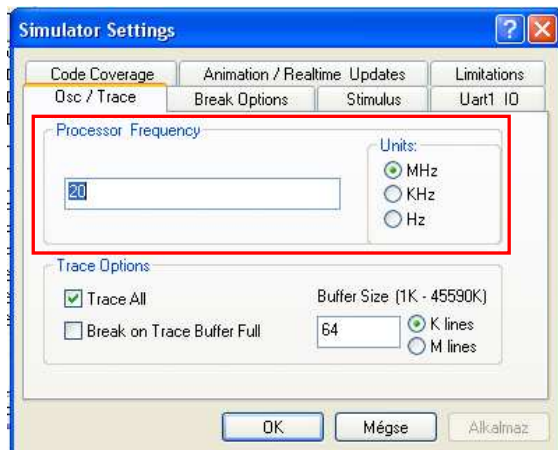 Simulator Settings
Code Coverage
Animation / Realtime Updates
Limitations
Osc / Trace
Break Options
Stimulus
Uart1 IO
Processor Frequency
Units:
20
MHz
KHz
Hz
Trace Options
Trace All
Buffer Size (1K - 45590K)
Break on Trace Buffer Full
64
K lines
M lines
OK
Mégse
Alkalmaz